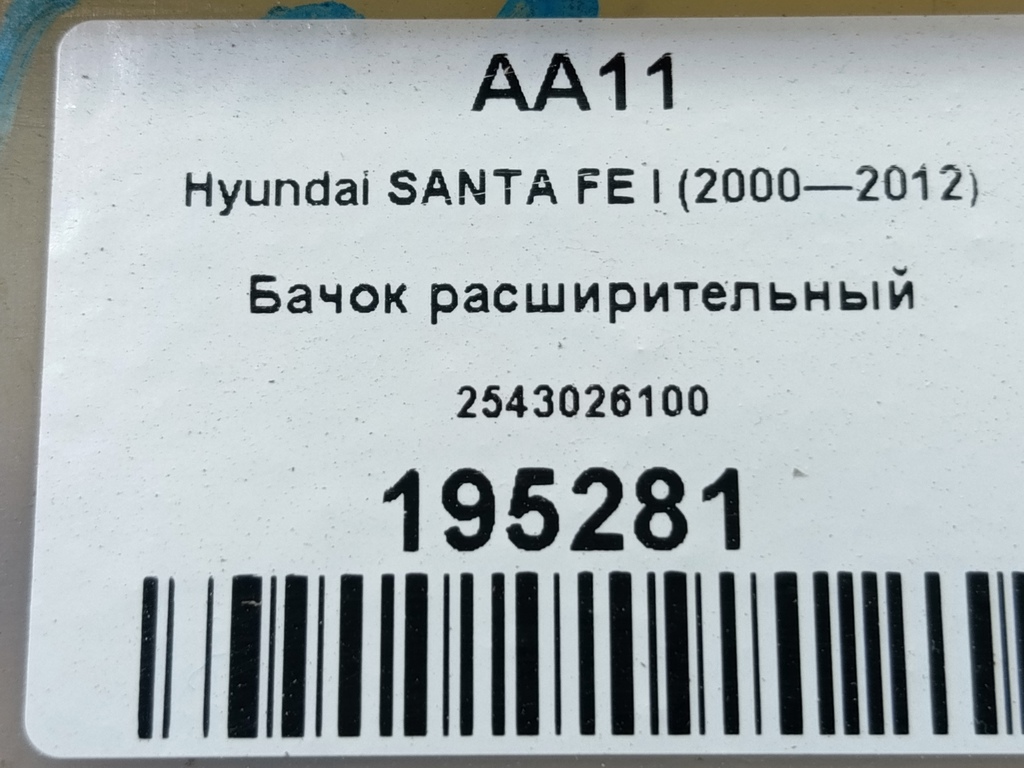 AA11
Hyundai SANTA FE I (2000—2012)
Бачок расширительный
2543026100
195281